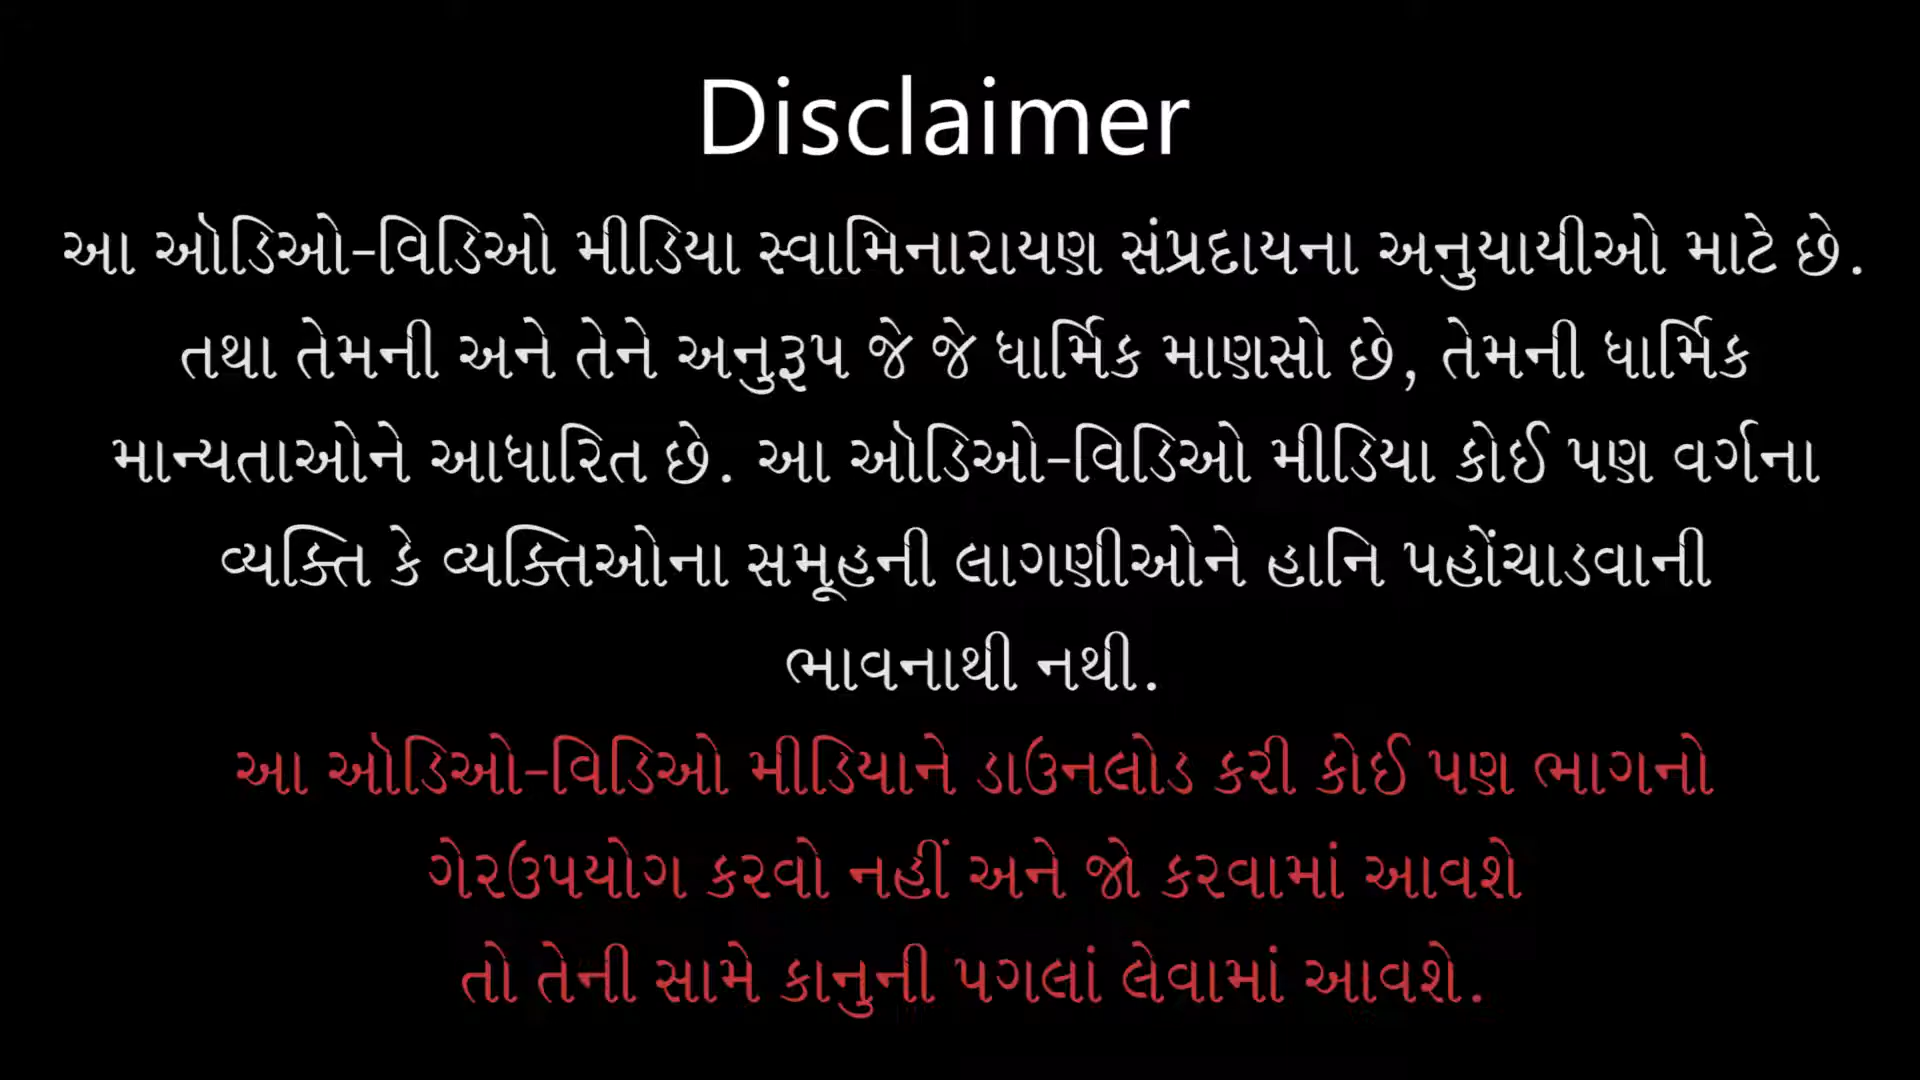 Disclaimer
આ ઑડિઓ-વિડિઓ મીડિયા સ્વામિનારાયણ સંપ્રદાયના અનુયાયીઓ માટે છે.
તથા તેમની અને તેને અનુરૂપ જે જે ધાર્મિક માણસો છે, તેમની ધાર્મિક
માન્યતાઓને આધારિત છે. આ ઑડિઓ-વિડિઓ મીડિયા કોઈ પણ વર્ગના
વ્યક્તિ કે વ્યક્તિઓના સમૂહની લાગણીઓને હાનિ પહોંચાડવાની
ભાવનાથી નથી.
આ ઑડિઓ-વિડિઓ મીડિયાને ડાઉનલોડ કરી કોઈ પણ ભાગનો
ગેરઉપયોગ કરવો નહીં અને જો કરવામાં આવશે
તો તેની સામે કાનુની પગલાં લેવામાં આવશે.